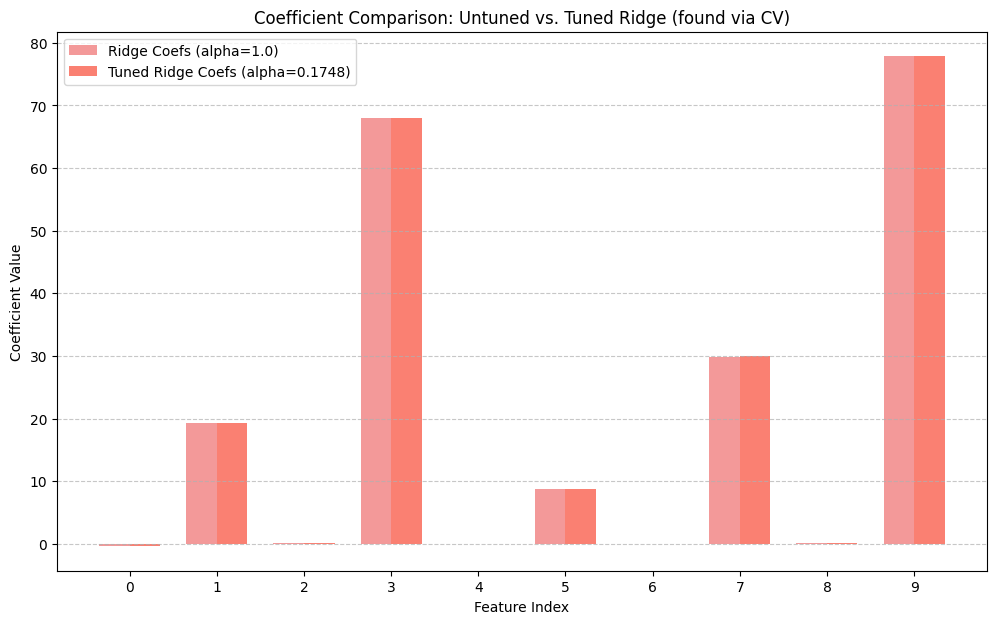 Coefficient Comparison: Untuned vs. Tuned Ridge (found via CV)
Ridge Coefs (alpha=1.0)
Tuned Ridge Coefs (alpha=0.1748)
80
70
60
50
40
30
20
10
0
Coefficient Value
0 1 2 3 4 5 6 7 8 9
Feature Index